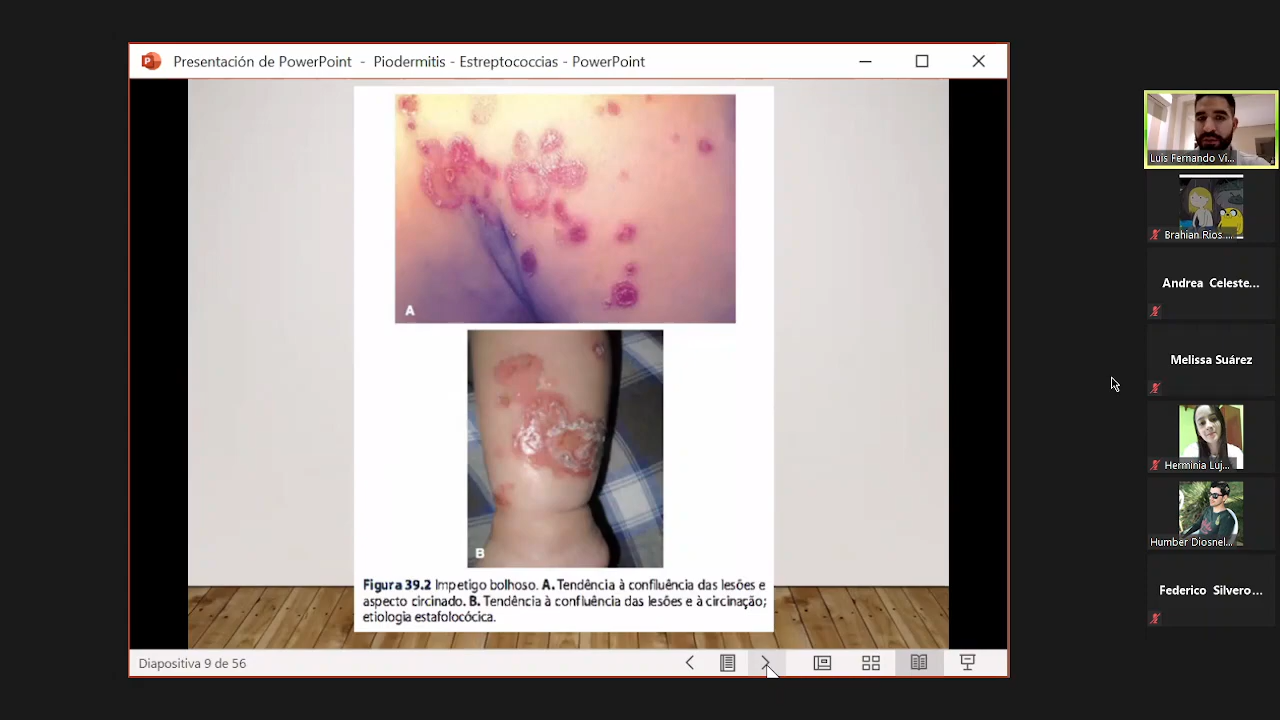 Presentación de PowerPoint - Piodermitis - Estreptococcias - PowerPoint
A
B
Figura 39.2 Impetigo bolhoso. A. Tendência à confluência das lesões e
aspecto circinado. B. Tendência à confluência das lesões e à circinação;
etiologia estafolocócica.
Diapositiva 9 de 56
Luis Fernando Vi...
Brahian Rios...
Andrea Celeste...
Melissa Suárez
Herminia Luj...
Humber Diosnel...
Federico Silvero...